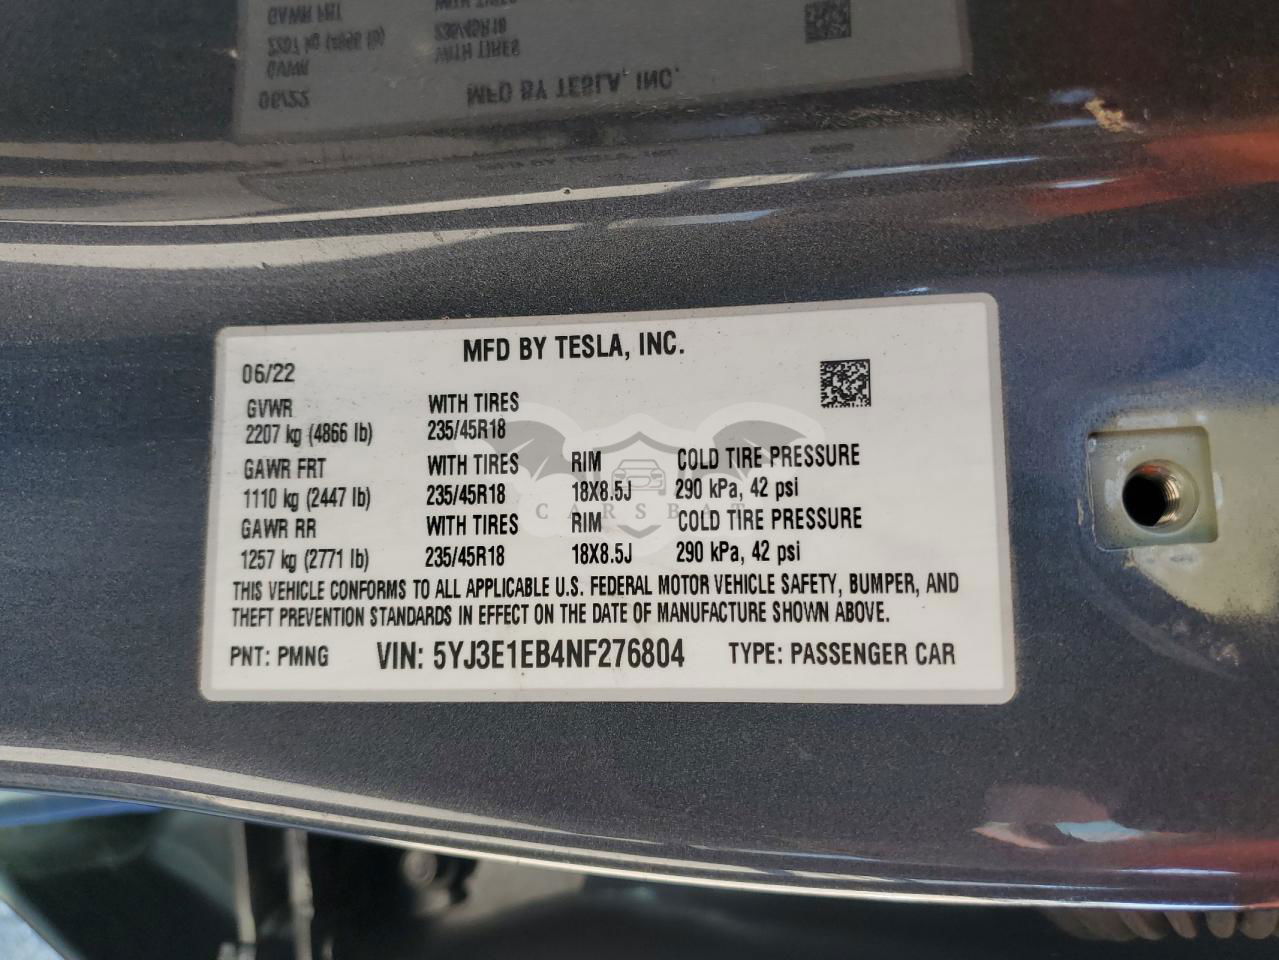 MFD BY TESLA, INC.
06/22
GVWR WITH TIRES
2207 kg (4866 lb) 235/45R18
GAWR FRT WITH TIRES RIM COLD TIRE PRESSURE
1110 kg (2447 lb) 235/45R18 18X8.5J 290 kPa, 42 psi
GAWR RR WITH TIRES RIM COLD TIRE PRESSURE
1257 kg (2771 lb) 235/45R18 18X8.5J 290 kPa, 42 psi
THIS VEHICLE CONFORMS TO ALL APPLICABLE U.S. FEDERAL MOTOR VEHICLE SAFETY, BUMPER, AND
THEFT PREVENTION STANDARDS IN EFFECT ON THE DATE OF MANUFACTURE SHOWN ABOVE.
PNT: PMNG VIN: 5YJ3E1EB4NF276804 TYPE: PASSENGER CAR
CARSBAT